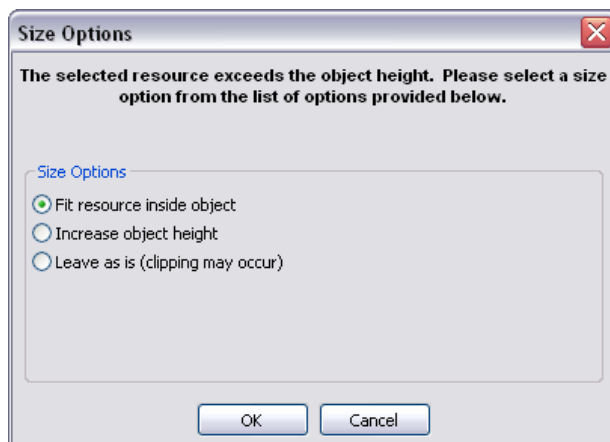 Size Options
The selected resource exceeds the object height.  Please select a size
option from the list of options provided below.
Size Options
Fit resource inside object
Increase object height
Leave as is (clipping may occur)
OK
Cancel